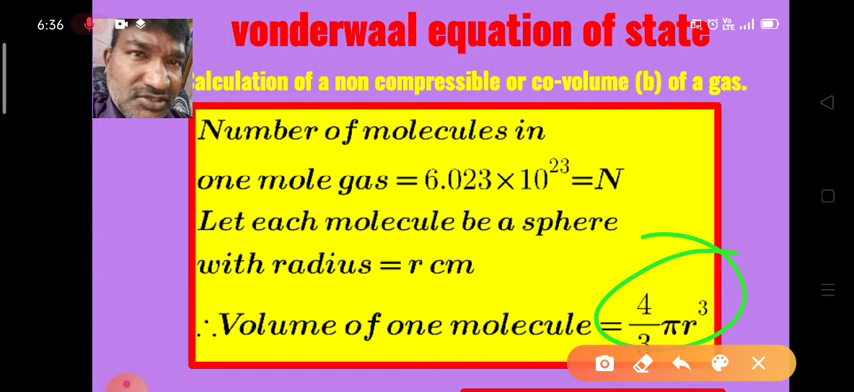 6:36
Vo
LTE
vonderwaal equation of state
alculation of a non compressible or co-volume (b) of a gas.
Number of molecules in
one mole gas = 6.023×10²³=N
Let each molecule be a sphere
with radius = r cm
∴Volume of one molecule = 4/3 πr³